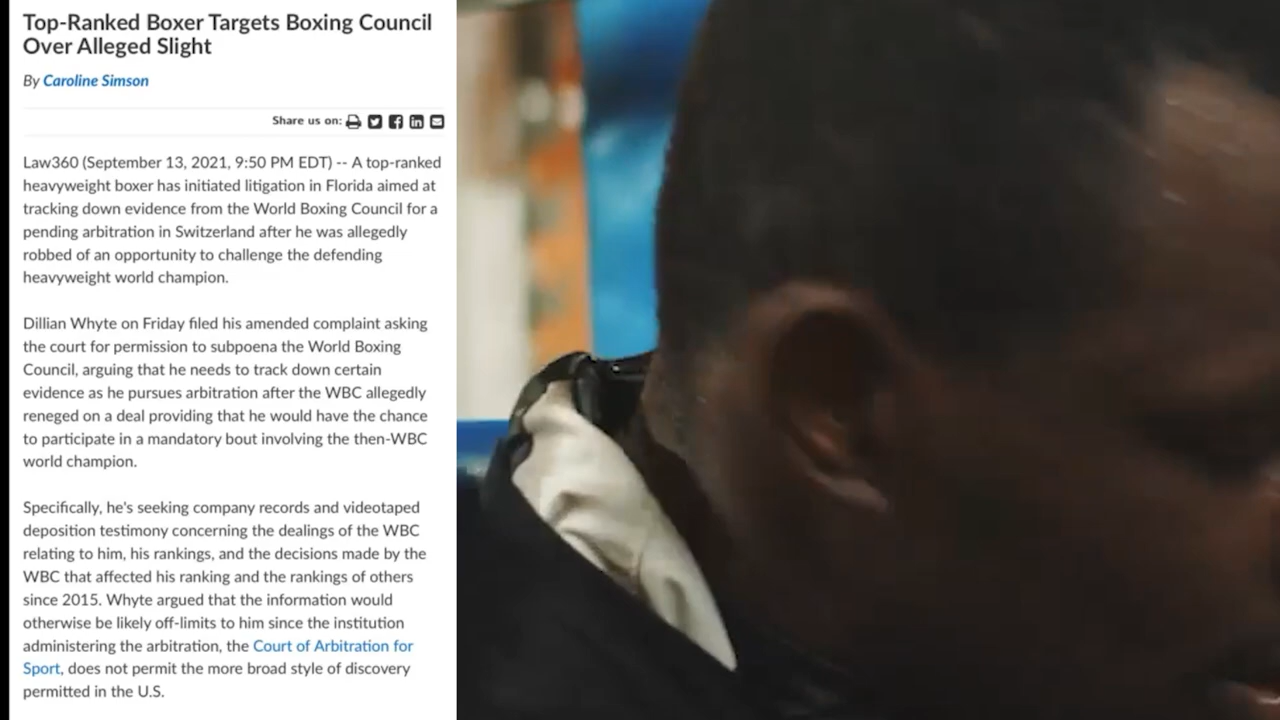 Top-Ranked Boxer Targets Boxing Council
Over Alleged Slight
By Caroline Simson
Share us on:
Law360 (September 13, 2021, 9:50 PM EDT) -- A top-ranked
heavyweight boxer has initiated litigation in Florida aimed at
tracking down evidence from the World Boxing Council for a
pending arbitration in Switzerland after he was allegedly
robbed of an opportunity to challenge the defending
heavyweight world champion.
Dillian Whyte on Friday filed his amended complaint asking
the court for permission to subpoena the World Boxing
Council, arguing that he needs to track down certain
evidence as he pursues arbitration after the WBC allegedly
reneged on a deal providing that he would have the chance
to participate in a mandatory bout involving the then-WBC
world champion.
Specifically, he's seeking company records and videotaped
deposition testimony concerning the dealings of the WBC
relating to him, his rankings, and the decisions made by the
WBC that affected his ranking and the rankings of others
since 2015. Whyte argued that the information would
otherwise be likely off-limits to him since the institution
administering the arbitration, the Court of Arbitration for
Sport, does not permit the more broad style of discovery
permitted in the U.S.